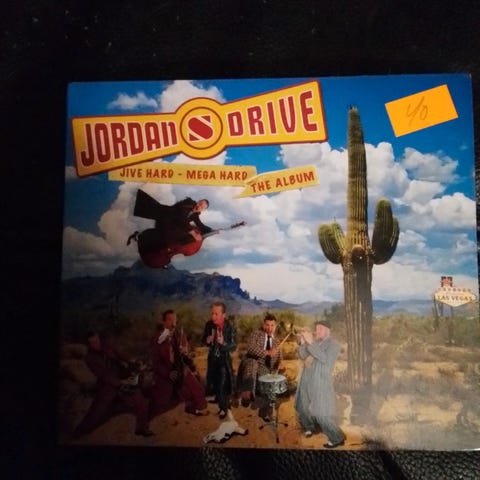 JORDAN N DRIVE
JIVE HARD - MEGA HARD
THE ALBUM
LAS VEGAS